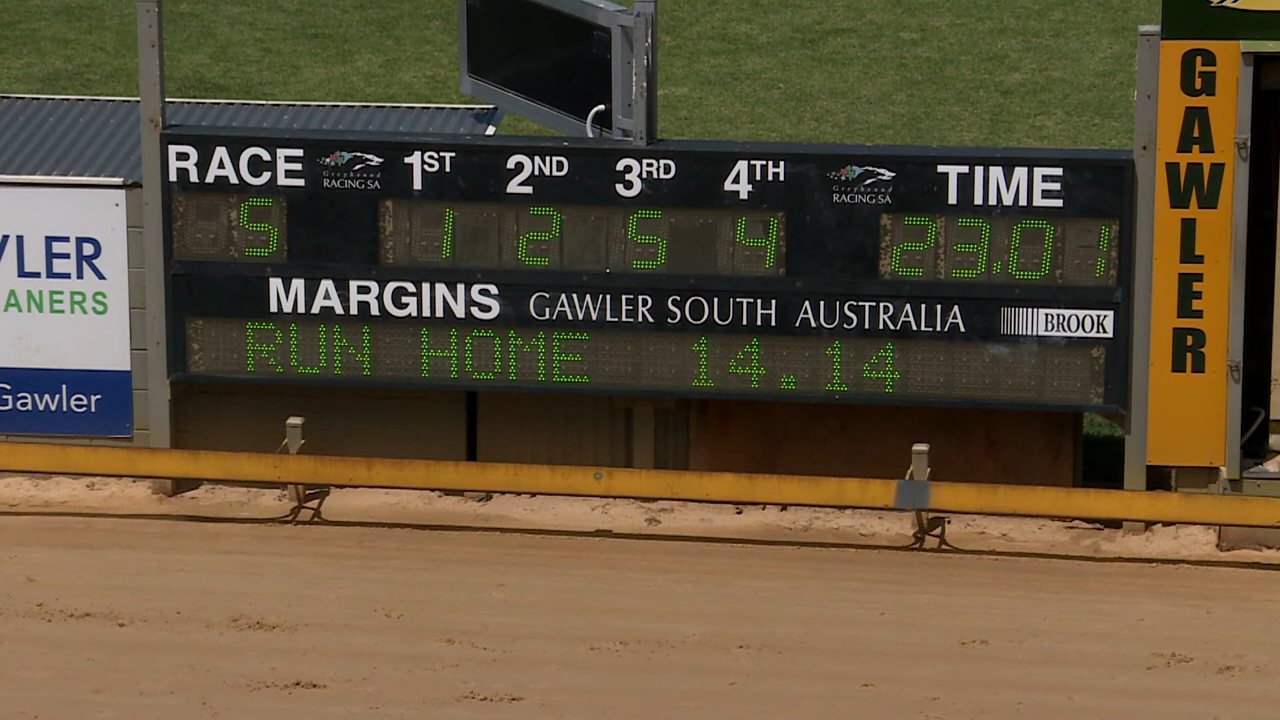 RACE 1ST 2ND 3RD 4TH TIME
Greyhound RACING SA
Greyhound RACING SA
5 1 2 5 4 23.01
MARGINS GAWLER SOUTH AUSTRALIA BROOK
RUN HOME 14.14
GAWLER
WLER
ANERS
Gawler